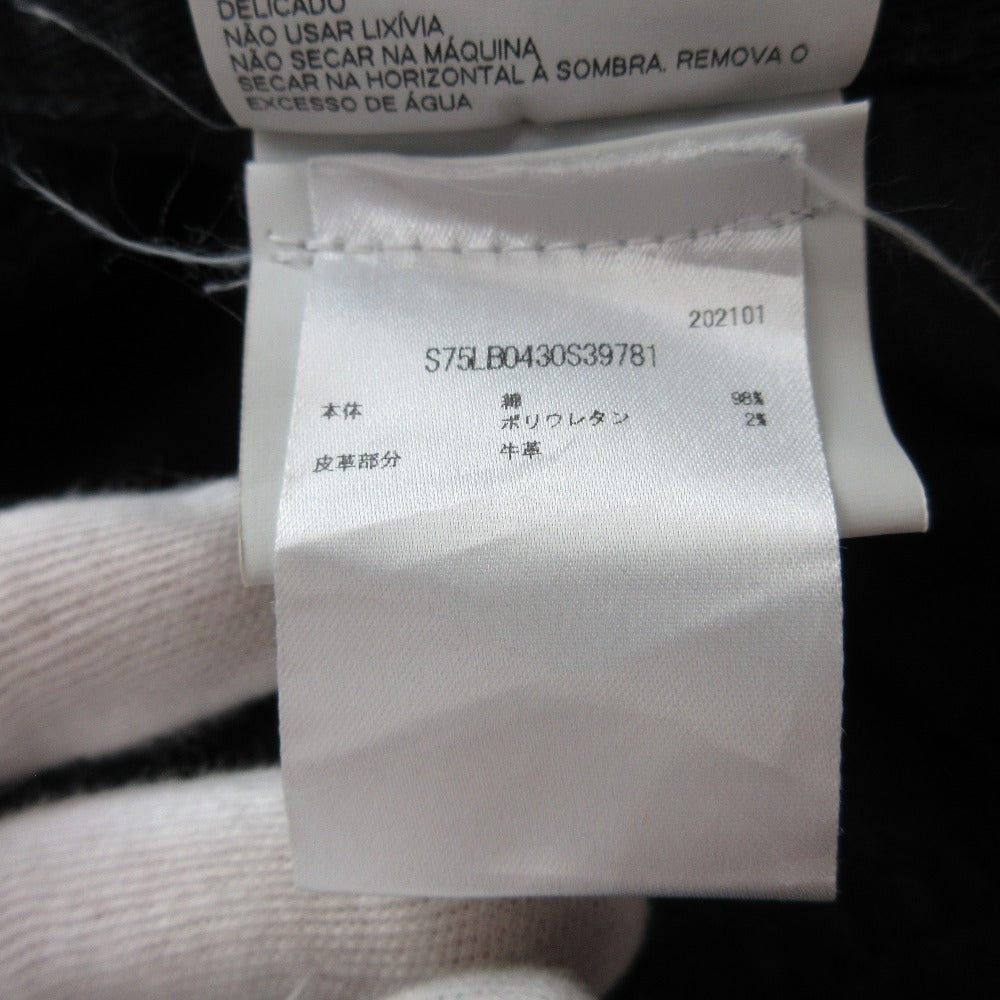 DELICADO
NÃO USAR LIXÍVIA
NÃO SECAR NA MÁQUINA
SECAR NA HORIZONTAL À SOMBRA. REMOVA O
EXCESSO DE ÁGUA
202101
S75LB0430S39781
本体 綿 98%
ポリウレタン 2%
皮革部分 牛革